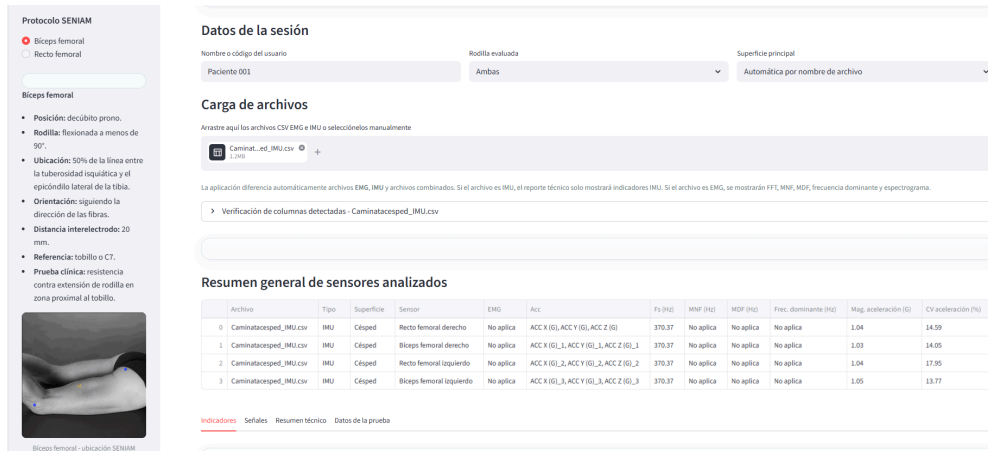 Protocolo SENIAM
Bíceps femoral
Recto femoral
Bíceps femoral
Posición: decúbito prono.
Rodilla: flexionada a menos de
90°.
Ubicación: 50% de la línea entre
la tuberosidad isquiática y el
epicóndilo lateral de la tibia.
Orientación: siguiendo la
dirección de las fibras.
Distancia interelectrodo: 20
mm.
Referencia: tobillo o C7.
Prueba clínica: resistencia
contra extensión de rodilla en
zona proximal al tobillo.
Bíceps femoral - ubicación SENIAM
Datos de la sesión
Nombre o código del usuario Rodilla evaluada Superficie principal
Paciente 001 Ambas Automática por nombre de archivo
Carga de archivos
Arrastre aquí los archivos CSV EMG e IMU o selecciónelos manualmente
Caminat...ed_IMU.csv
1.2MB
La aplicación diferencia automáticamente archivos EMG, IMU y archivos combinados. Si el archivo es IMU, el reporte técnico solo mostrará indicadores IMU. Si el archivo es EMG, se mostrarán FFT, MNF, MDF, frecuencia dominante y espectrograma.
Verificación de columnas detectadas - Caminatacesped_IMU.csv
Resumen general de sensores analizados
Archivo Tipo Superficie Sensor EMG Acc Fs (Hz) MNF (Hz) MDF (Hz) Frec. dominante (Hz) Mag. aceleración (G) CV aceleración (%)
0 Caminatacesped_IMU.csv IMU Césped Recto femoral derecho No aplica ACC X (G), ACC Y (G), ACC Z (G) 370.37 No aplica No aplica No aplica 1.04 14.59
1 Caminatacesped_IMU.csv IMU Césped Biceps femoral derecho No aplica ACC X (G)_1, ACC Y (G)_1, ACC Z (G)_1 370.37 No aplica No aplica No aplica 1.03 14.05
2 Caminatacesped_IMU.csv IMU Césped Recto femoral izquierdo No aplica ACC X (G)_2, ACC Y (G)_2, ACC Z (G)_2 370.37 No aplica No aplica No aplica 1.04 17.95
3 Caminatacesped_IMU.csv IMU Césped Biceps femoral izquierdo No aplica ACC X (G)_3, ACC Y (G)_3, ACC Z (G)_3 370.37 No aplica No aplica No aplica 1.05 13.77
Indicadores Señales Resumen técnico Datos de la prueba